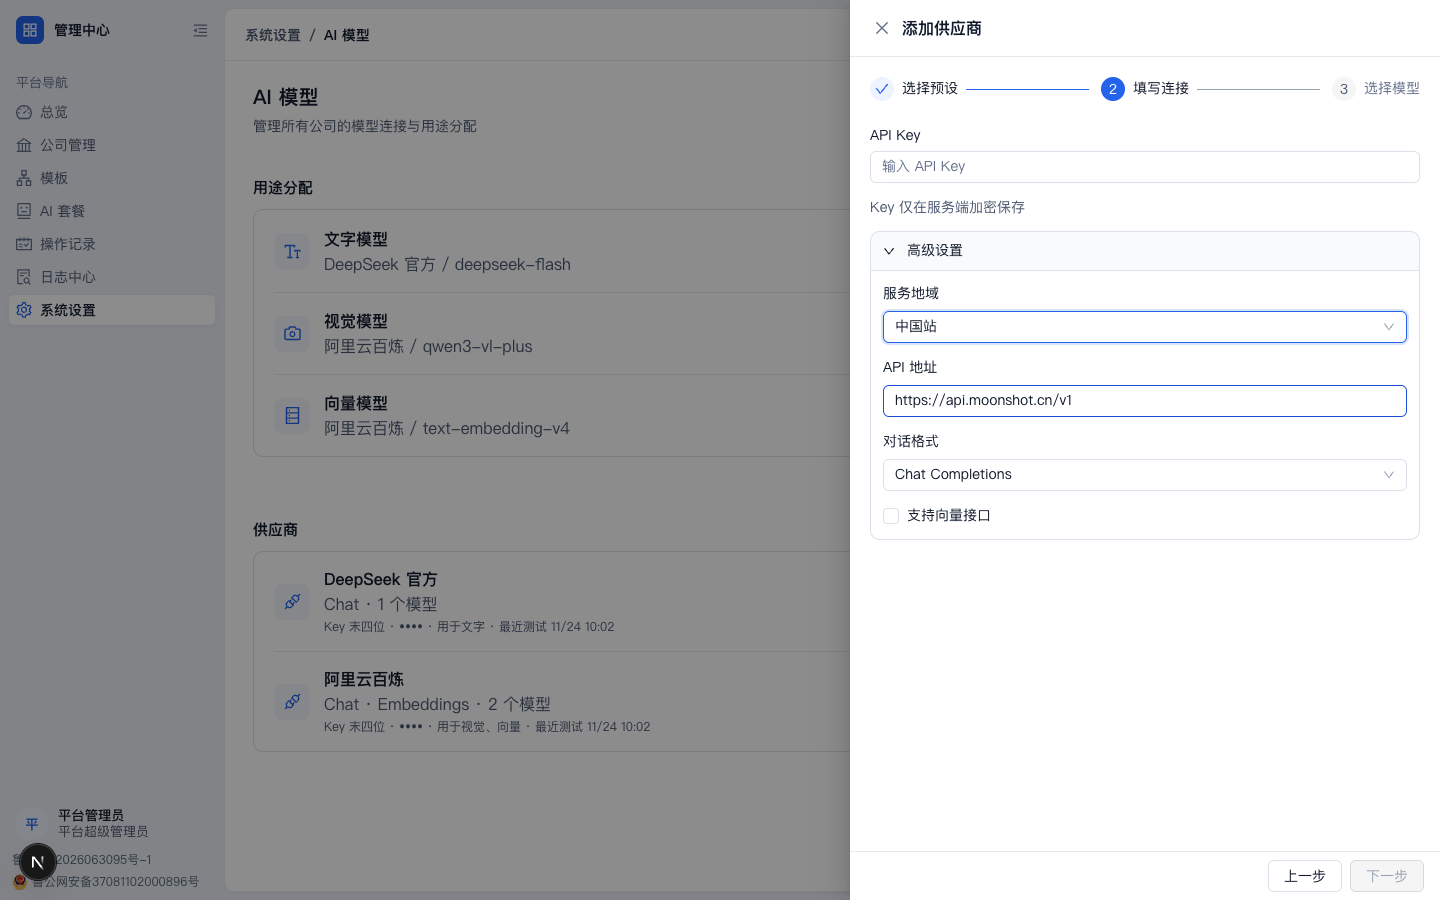 管理中心
平台导航
总览
公司管理
模板
AI 套餐
操作记录
日志中心
系统设置
平
平台管理员
平台超级管理员
2026063095号-1
N
鲁公网安备37081102000896号
系统设置 / AI 模型
AI 模型
管理所有公司的模型连接与用途分配
用途分配
文字模型
DeepSeek 官方 / deepseek-flash
视觉模型
阿里云百炼 / qwen3-vl-plus
向量模型
阿里云百炼 / text-embedding-v4
供应商
DeepSeek 官方
Chat · 1 个模型
Key 末四位 · •••• · 用于文字 · 最近测试 11/24 10:02
阿里云百炼
Chat · Embeddings · 2 个模型
Key 末四位 · •••• · 用于视觉、向量 · 最近测试 11/24 10:02
添加供应商
选择预设
2 填写连接
3 选择模型
API Key
输入 API Key
Key 仅在服务端加密保存
高级设置
服务地域
中国站
API 地址
https://api.moonshot.cn/v1
对话格式
Chat Completions
支持向量接口
上一步
下一步